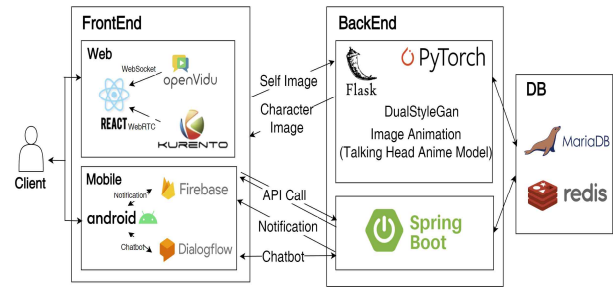 FrontEnd
BackEnd
Web
WebSocket
openVidu
REACT
WebRTC
KURENTO
Self Image
Character
Image
Flask
PyTorch
DualStyleGan
Image Animation
(Talking Head Anime Model)
DB
MariaDB
redis
Client
Mobile
Notification
Firebase
android
Chatbot
Dialogflow
API Call
Notification
Chatbot
Spring
Boot